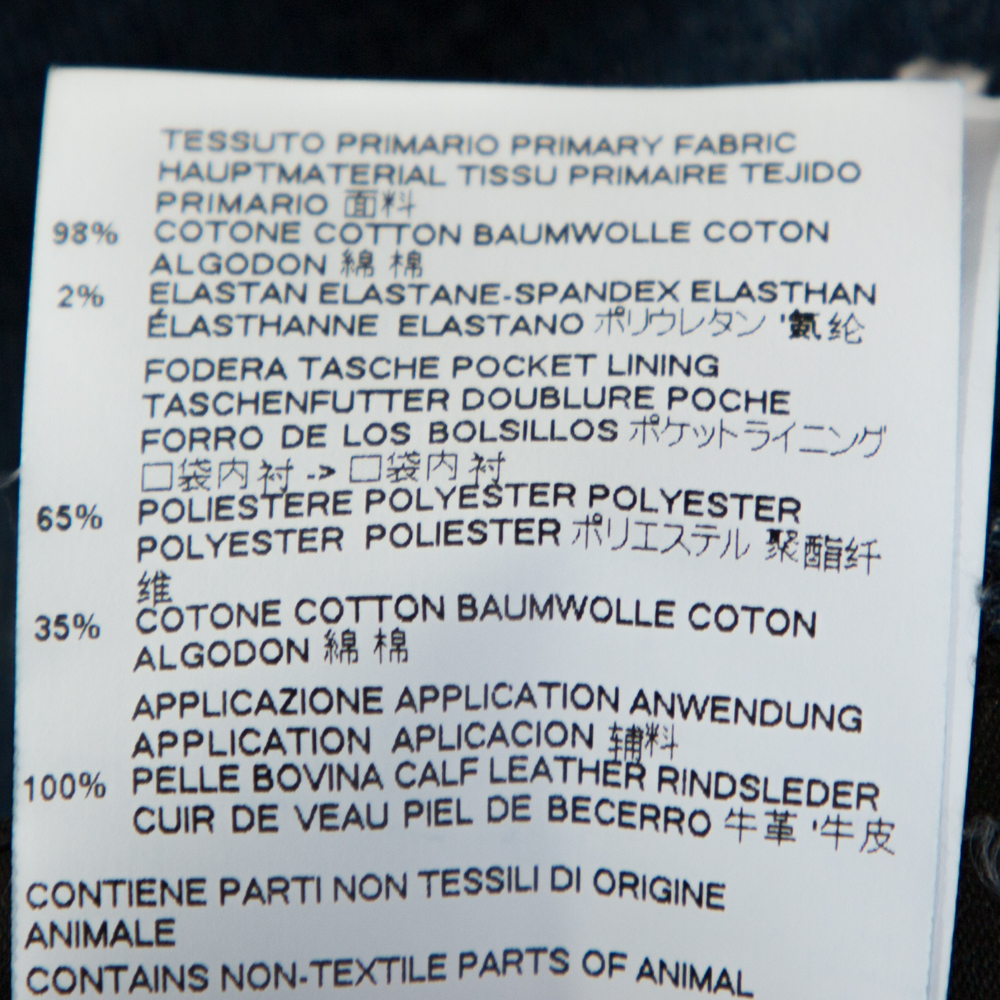 TESSUTO PRIMARIO PRIMARY FABRIC
HAUPTMATERIAL TISSU PRIMAIRE TEJIDO
PRIMARIO 面料
98% COTONE COTTON BAUMWOLLE COTON
ALGODON 綿 棉
2% ELASTAN ELASTANE-SPANDEX ELASTHAN
ÉLASTHANNE ELASTANO ポリウレタン '氨纶
FODERA TASCHE POCKET LINING
TASCHENFUTTER DOUBLURE POCHE
FORRO DE LOS BOLSILLOS ポケットライニング
口袋内衬 -> 口袋内衬
65% POLIESTERE POLYESTER POLYESTER
POLYESTER POLIESTER ポリエステル 聚酯纤
维
35% COTONE COTTON BAUMWOLLE COTON
ALGODON 綿 棉
APPLICAZIONE APPLICATION ANWENDUNG
APPLICATION APLICACION 辅料
100% PELLE BOVINA CALF LEATHER RINDSLEDER
CUIR DE VEAU PIEL DE BECERRO 牛革 '牛皮
CONTIENE PARTI NON TESSILI DI ORIGINE
ANIMALE
CONTAINS NON-TEXTILE PARTS OF ANIMAL